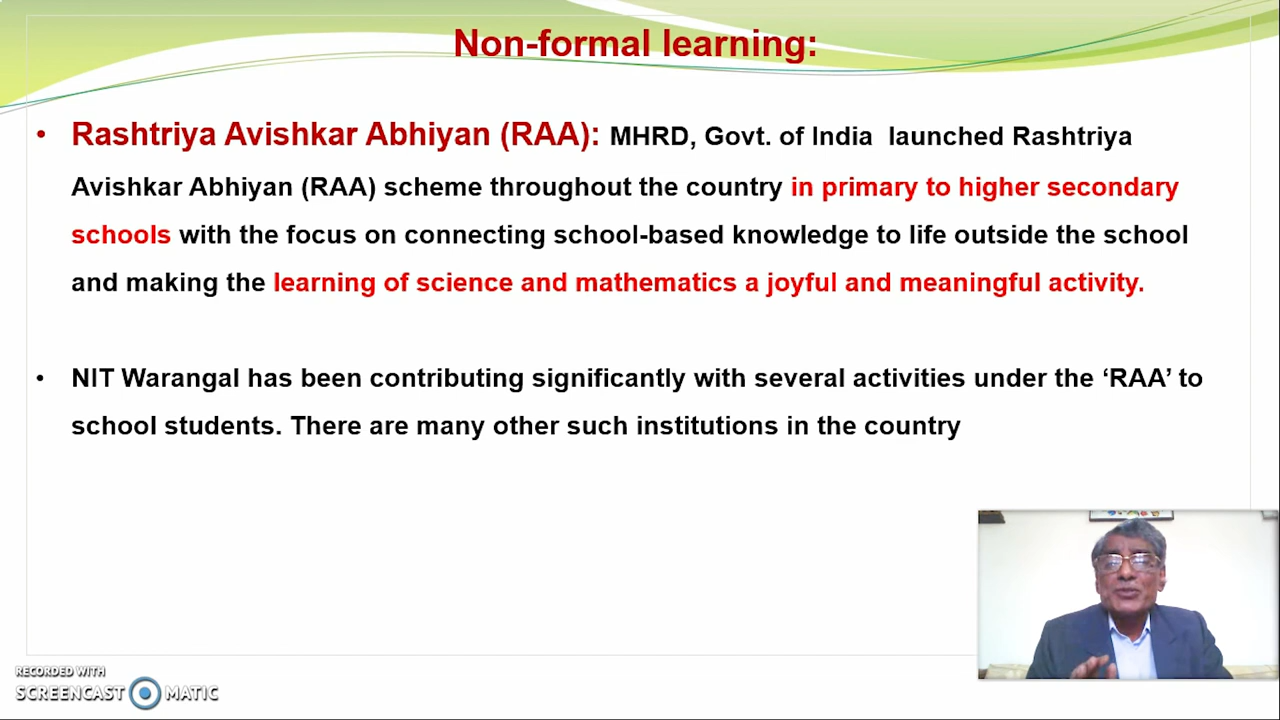 Non-formal learning:
• Rashtriya Avishkar Abhiyan (RAA): MHRD, Govt. of India launched Rashtriya
Avishkar Abhiyan (RAA) scheme throughout the country in primary to higher secondary
schools with the focus on connecting school-based knowledge to life outside the school
and making the learning of science and mathematics a joyful and meaningful activity.
• NIT Warangal has been contributing significantly with several activities under the ‘RAA’ to
school students. There are many other such institutions in the country
RECORDED WITH
SCREENCAST MATIC